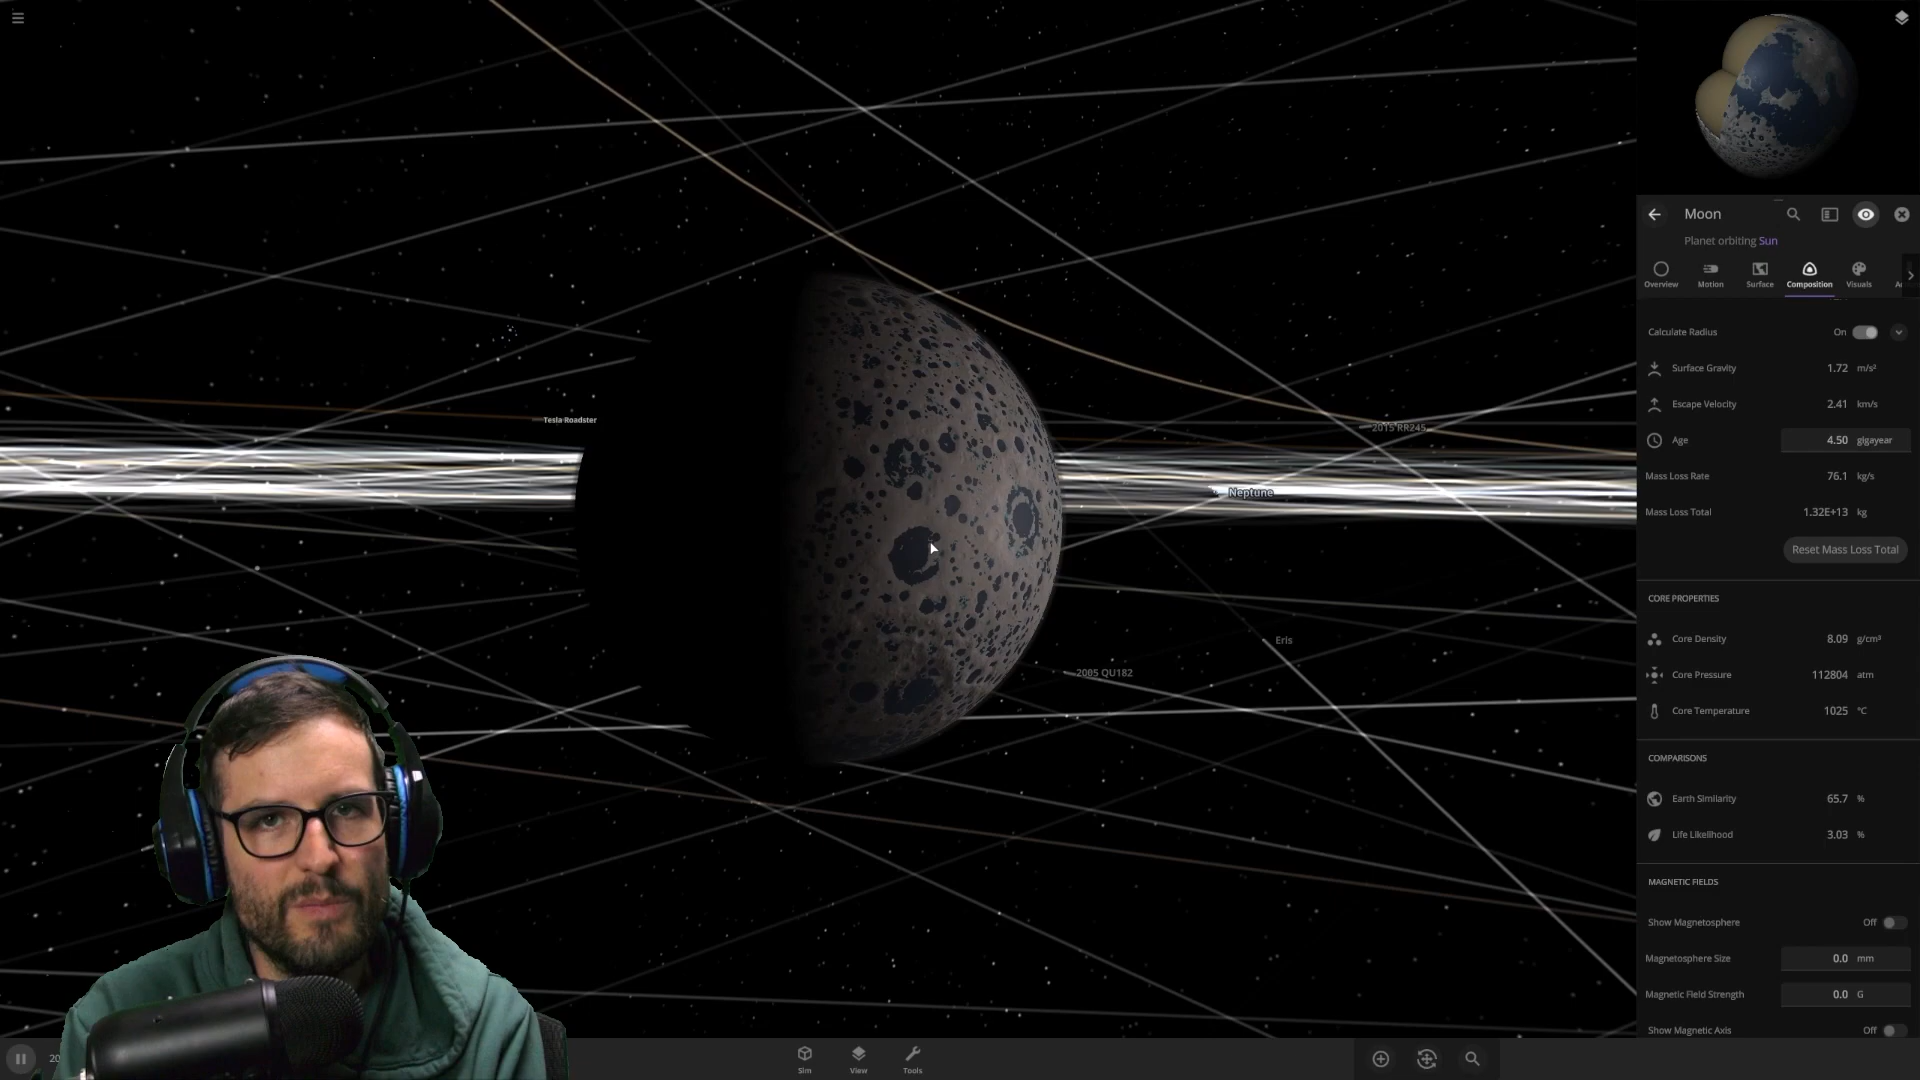 Tesla Roadster
2015 RR245
Neptune
Eris
2005 QU182
Moon
Planet orbiting Sun
Overview
Motion
Surface
Composition
Visuals
Calculate Radius On
Surface Gravity 1.72 m/s²
Escape Velocity 2.41 km/s
Age 4.50 gigayear
Mass Loss Rate 76.1 kg/s
Mass Loss Total 1.32E+13 kg
Reset Mass Loss Total
CORE PROPERTIES
Core Density 8.09 g/cm³
Core Pressure 112804 atm
Core Temperature 1025 °C
COMPARISONS
Earth Similarity 65.7 %
Life Likelihood 3.03 %
MAGNETIC FIELDS
Show Magnetosphere Off
Magnetosphere Size 0.0 mm
Magnetic Field Strength 0.0 G
Show Magnetic Axis Off
20
Sim
View
Tools